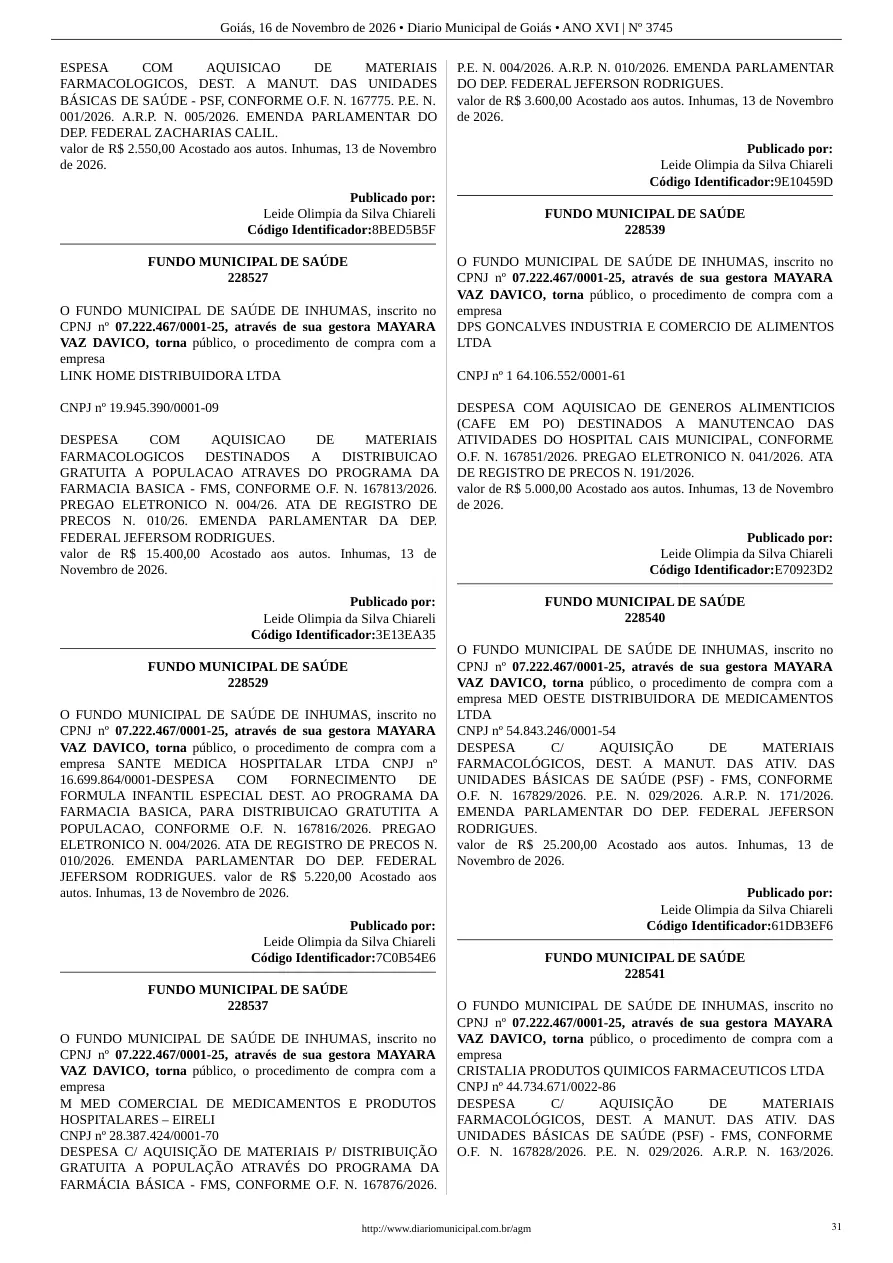 Goiás, 16 de Novembro de 2026 • Diario Municipal de Goiás • ANO XVI | Nº 3745
ESPESA COM AQUISICAO DE MATERIAIS
FARMACOLOGICOS, DEST. A MANUT. DAS UNIDADES
BÁSICAS DE SAÚDE - PSF, CONFORME O.F. N. 167775. P.E. N.
001/2026. A.R.P. N. 005/2026. EMENDA PARLAMENTAR DO
DEP. FEDERAL ZACHARIAS CALIL.
valor de R$ 2.550,00 Acostado aos autos. Inhumas, 13 de Novembro
de 2026.
Publicado por:
Leide Olimpia da Silva Chiareli
Código Identificador:8BED5B5F
FUNDO MUNICIPAL DE SAÚDE
228527
O FUNDO MUNICIPAL DE SAÚDE DE INHUMAS, inscrito no
CPNJ nº 07.222.467/0001-25, através de sua gestora MAYARA
VAZ DAVICO, torna público, o procedimento de compra com a
empresa
LINK HOME DISTRIBUIDORA LTDA
CNPJ nº 19.945.390/0001-09
DESPESA COM AQUISICAO DE MATERIAIS
FARMACOLOGICOS DESTINADOS A DISTRIBUICAO
GRATUITA A POPULACAO ATRAVES DO PROGRAMA DA
FARMACIA BASICA - FMS, CONFORME O.F. N. 167813/2026.
PREGAO ELETRONICO N. 004/26. ATA DE REGISTRO DE
PRECOS N. 010/26. EMENDA PARLAMENTAR DA DEP.
FEDERAL JEFERSOM RODRIGUES.
valor de R$ 15.400,00 Acostado aos autos. Inhumas, 13 de
Novembro de 2026.
Publicado por:
Leide Olimpia da Silva Chiareli
Código Identificador:3E13EA35
FUNDO MUNICIPAL DE SAÚDE
228529
O FUNDO MUNICIPAL DE SAÚDE DE INHUMAS, inscrito no
CPNJ nº 07.222.467/0001-25, através de sua gestora MAYARA
VAZ DAVICO, torna público, o procedimento de compra com a
empresa SANTE MEDICA HOSPITALAR LTDA CNPJ nº
16.699.864/0001-DESPESA COM FORNECIMENTO DE
FORMULA INFANTIL ESPECIAL DEST. AO PROGRAMA DA
FARMACIA BASICA, PARA DISTRIBUICAO GRATUTITA A
POPULACAO, CONFORME O.F. N. 167816/2026. PREGAO
ELETRONICO N. 004/2026. ATA DE REGISTRO DE PRECOS N.
010/2026. EMENDA PARLAMENTAR DO DEP. FEDERAL
JEFERSOM RODRIGUES. valor de R$ 5.220,00 Acostado aos
autos. Inhumas, 13 de Novembro de 2026.
Publicado por:
Leide Olimpia da Silva Chiareli
Código Identificador:7C0B54E6
FUNDO MUNICIPAL DE SAÚDE
228537
O FUNDO MUNICIPAL DE SAÚDE DE INHUMAS, inscrito no
CPNJ nº 07.222.467/0001-25, através de sua gestora MAYARA
VAZ DAVICO, torna público, o procedimento de compra com a
empresa
M MED COMERCIAL DE MEDICAMENTOS E PRODUTOS
HOSPITALARES – EIRELI
CNPJ nº 28.387.424/0001-70
DESPESA C/ AQUISIÇÃO DE MATERIAIS P/ DISTRIBUIÇÃO
GRATUITA A POPULAÇÃO ATRAVÉS DO PROGRAMA DA
FARMÁCIA BÁSICA - FMS, CONFORME O.F. N. 167876/2026.
P.E. N. 004/2026. A.R.P. N. 010/2026. EMENDA PARLAMENTAR
DO DEP. FEDERAL JEFERSON RODRIGUES.
valor de R$ 3.600,00 Acostado aos autos. Inhumas, 13 de Novembro
de 2026.
Publicado por:
Leide Olimpia da Silva Chiareli
Código Identificador:9E10459D
FUNDO MUNICIPAL DE SAÚDE
228539
O FUNDO MUNICIPAL DE SAÚDE DE INHUMAS, inscrito no
CPNJ nº 07.222.467/0001-25, através de sua gestora MAYARA
VAZ DAVICO, torna público, o procedimento de compra com a
empresa
DPS GONCALVES INDUSTRIA E COMERCIO DE ALIMENTOS
LTDA
CNPJ nº 1 64.106.552/0001-61
DESPESA COM AQUISICAO DE GENEROS ALIMENTICIOS
(CAFE EM PO) DESTINADOS A MANUTENCAO DAS
ATIVIDADES DO HOSPITAL CAIS MUNICIPAL, CONFORME
O.F. N. 167851/2026. PREGAO ELETRONICO N. 041/2026. ATA
DE REGISTRO DE PRECOS N. 191/2026.
valor de R$ 5.000,00 Acostado aos autos. Inhumas, 13 de Novembro
de 2026.
Publicado por:
Leide Olimpia da Silva Chiareli
Código Identificador:E70923D2
FUNDO MUNICIPAL DE SAÚDE
228540
O FUNDO MUNICIPAL DE SAÚDE DE INHUMAS, inscrito no
CPNJ nº 07.222.467/0001-25, através de sua gestora MAYARA
VAZ DAVICO, torna público, o procedimento de compra com a
empresa MED OESTE DISTRIBUIDORA DE MEDICAMENTOS
LTDA
CNPJ nº 54.843.246/0001-54
DESPESA C/ AQUISIÇÃO DE MATERIAIS
FARMACOLÓGICOS, DEST. A MANUT. DAS ATIV. DAS
UNIDADES BÁSICAS DE SAÚDE (PSF) - FMS, CONFORME
O.F. N. 167829/2026. P.E. N. 029/2026. A.R.P. N. 171/2026.
EMENDA PARLAMENTAR DO DEP. FEDERAL JEFERSON
RODRIGUES.
valor de R$ 25.200,00 Acostado aos autos. Inhumas, 13 de
Novembro de 2026.
Publicado por:
Leide Olimpia da Silva Chiareli
Código Identificador:61DB3EF6
FUNDO MUNICIPAL DE SAÚDE
228541
O FUNDO MUNICIPAL DE SAÚDE DE INHUMAS, inscrito no
CPNJ nº 07.222.467/0001-25, através de sua gestora MAYARA
VAZ DAVICO, torna público, o procedimento de compra com a
empresa
CRISTALIA PRODUTOS QUIMICOS FARMACEUTICOS LTDA
CNPJ nº 44.734.671/0022-86
DESPESA C/ AQUISIÇÃO DE MATERIAIS
FARMACOLÓGICOS, DEST. A MANUT. DAS ATIV. DAS
UNIDADES BÁSICAS DE SAÚDE (PSF) - FMS, CONFORME
O.F. N. 167828/2026. P.E. N. 029/2026. A.R.P. N. 163/2026.
http://www.diariomunicipal.com.br/agm
31